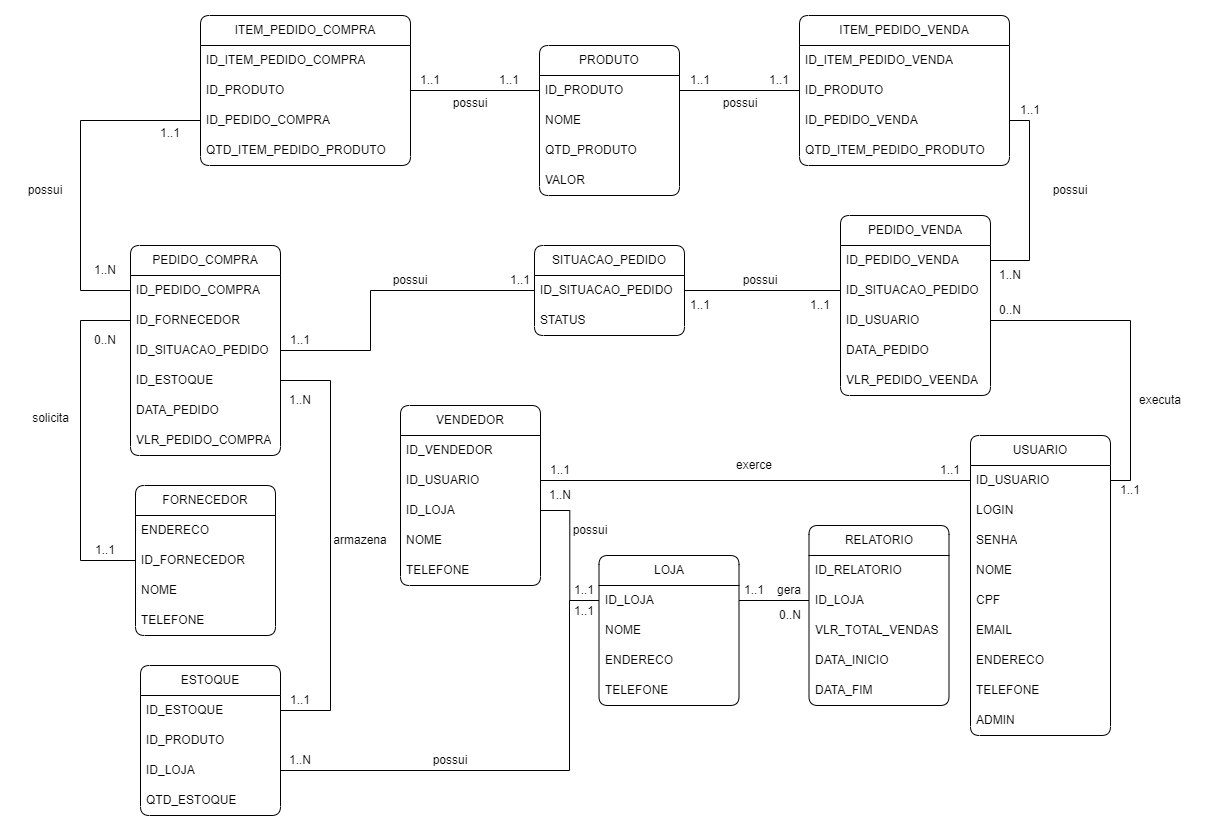 ITEM_PEDIDO_COMPRA
ID_ITEM_PEDIDO_COMPRA
ID_PRODUTO
ID_PEDIDO_COMPRA
QTD_ITEM_PEDIDO_PRODUTO
1..1
1..1
possui
PRODUTO
ID_PRODUTO
NOME
QTD_PRODUTO
VALOR
1..1
1..1
possui
ITEM_PEDIDO_VENDA
ID_ITEM_PEDIDO_VENDA
ID_PRODUTO
ID_PEDIDO_VENDA
QTD_ITEM_PEDIDO_PRODUTO
1..1
possui
1..N
1..1
possui
1..N
PEDIDO_COMPRA
ID_PEDIDO_COMPRA
ID_FORNECEDOR
ID_SITUACAO_PEDIDO
ID_ESTOQUE
DATA_PEDIDO
VLR_PEDIDO_COMPRA
possui
1..1
1..1
SITUACAO_PEDIDO
ID_SITUACAO_PEDIDO
STATUS
possui
1..1
1..1
PEDIDO_VENDA
ID_PEDIDO_VENDA
ID_SITUACAO_PEDIDO
ID_USUARIO
DATA_PEDIDO
VLR_PEDIDO_VEENDA
0..N
executa
1..1
0..N
solicita
1..1
1..N
armazena
1..1
FORNECEDOR
ENDERECO
ID_FORNECEDOR
NOME
TELEFONE
VENDEDOR
ID_VENDEDOR
ID_USUARIO
ID_LOJA
NOME
TELEFONE
1..1
exerce
1..1
1..N
possui
1..1
1..1
LOJA
ID_LOJA
NOME
ENDERECO
TELEFONE
1..1
gera
0..N
RELATORIO
ID_RELATORIO
ID_LOJA
VLR_TOTAL_VENDAS
DATA_INICIO
DATA_FIM
USUARIO
ID_USUARIO
LOGIN
SENHA
NOME
CPF
EMAIL
ENDERECO
TELEFONE
ADMIN
ESTOQUE
ID_ESTOQUE
ID_PRODUTO
ID_LOJA
QTD_ESTOQUE
1..N
possui